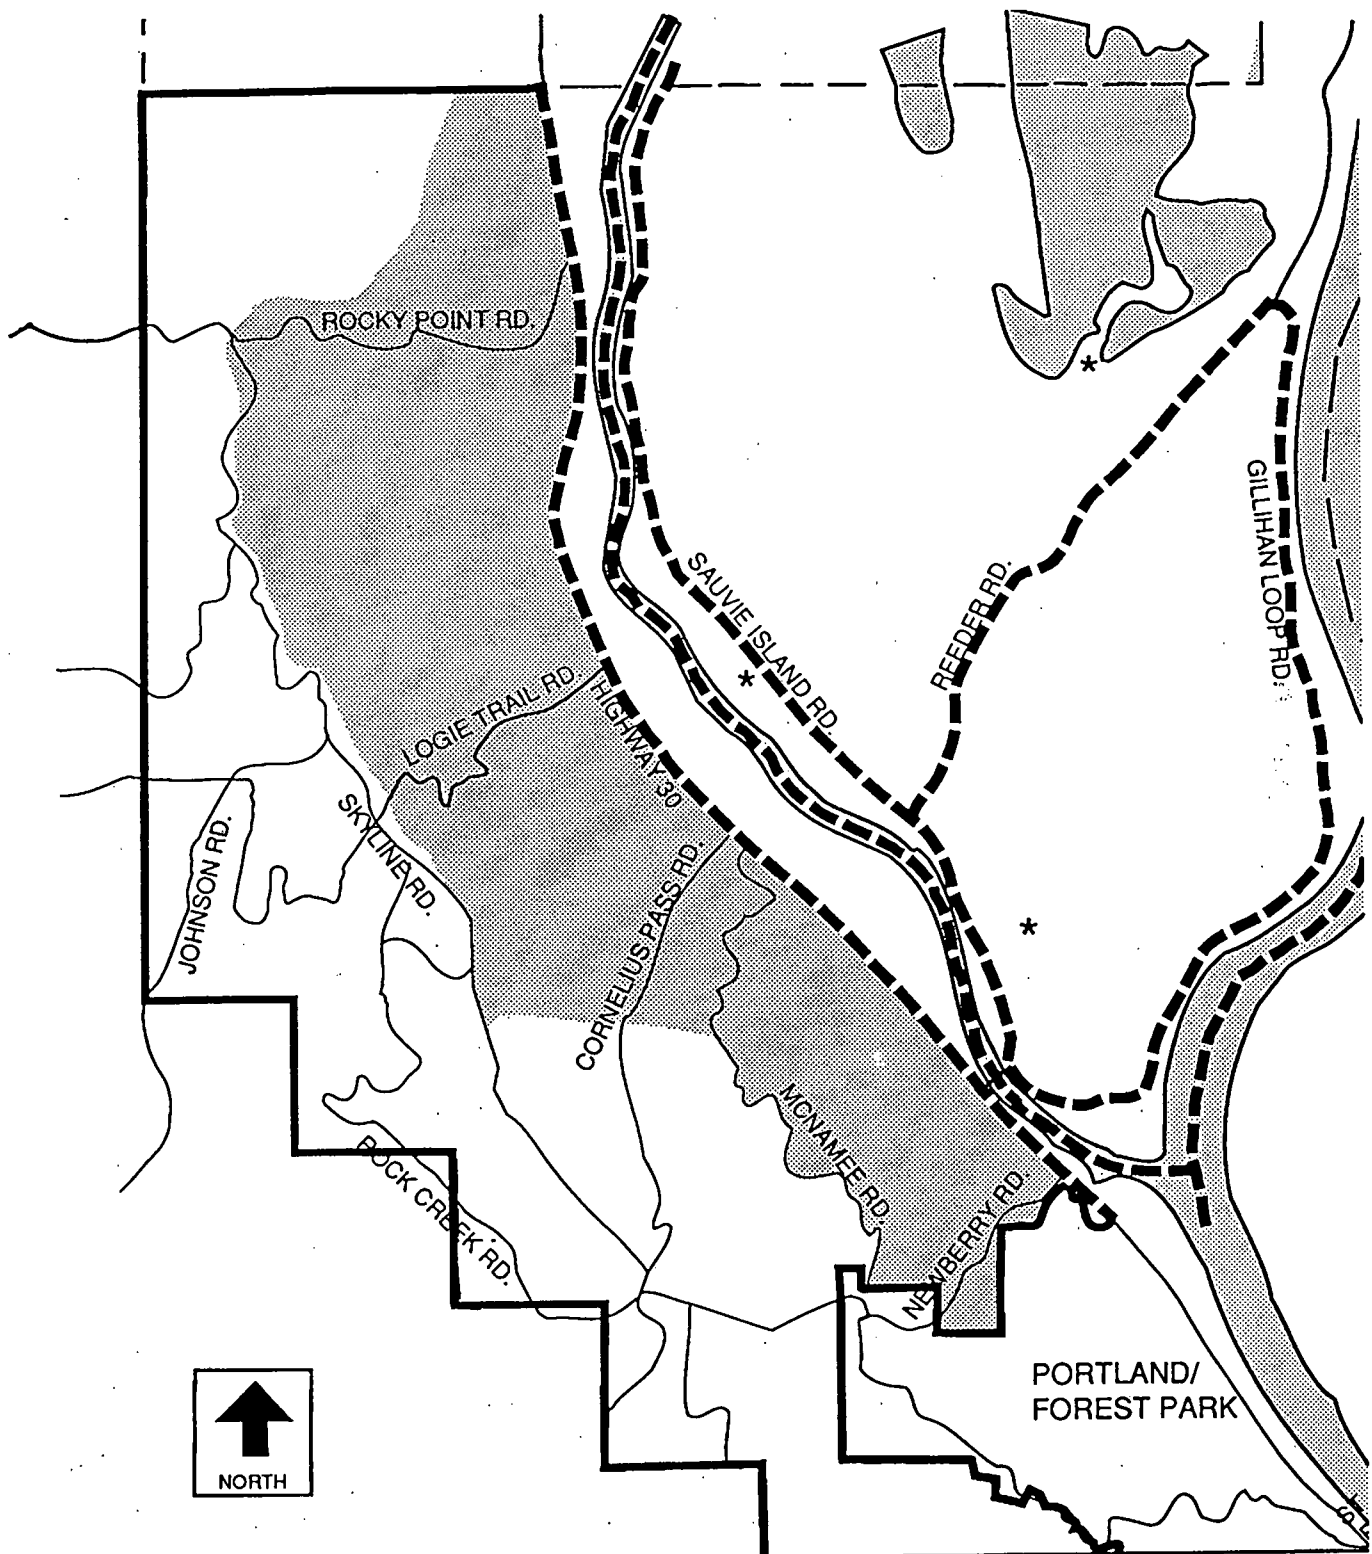 ROCKY POINT RD.
GILLIHAN LOOP RD.
SAUVIE ISLAND RD.
REEDER RD.
LOGIE TRAIL RD.
HIGHWAY 30
SKYLINE RD.
JOHNSON RD.
CORNELIUS PASS RD.
MCNAMEE RD.
ROCK CREEK RD.
NEWBERRY RD.
PORTLAND/
FOREST PARK
NORTH